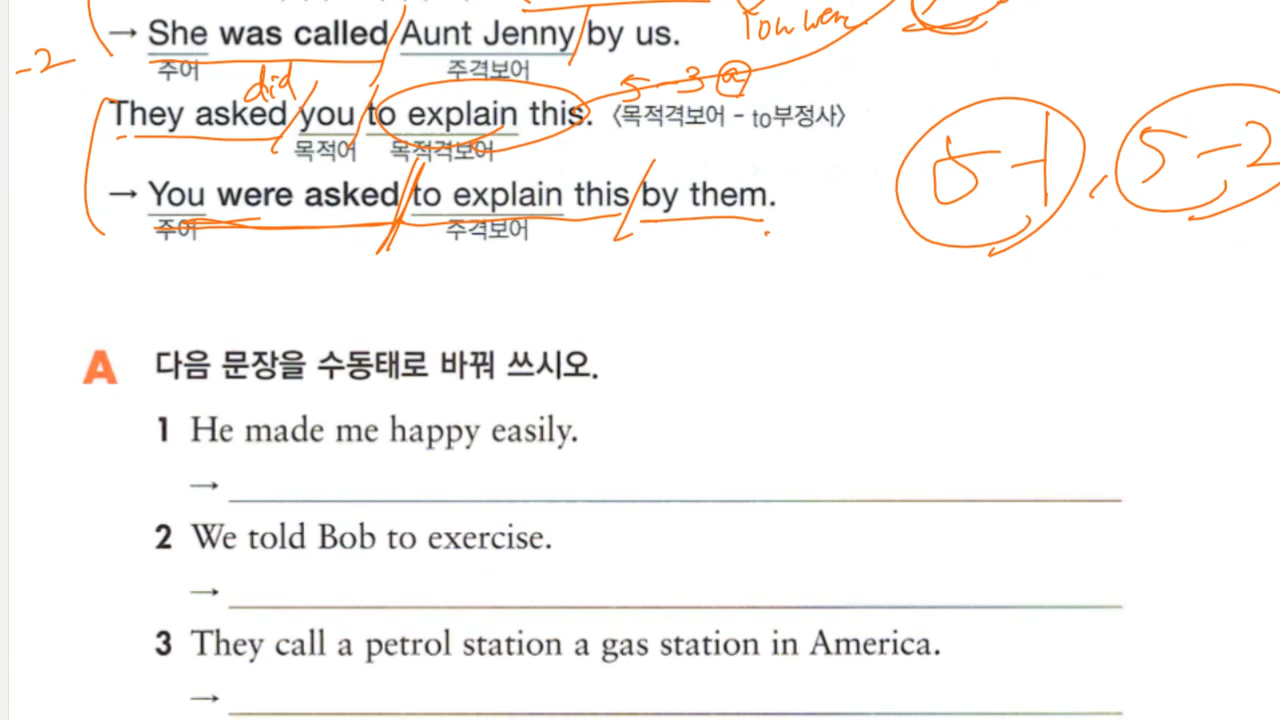 → She was called Aunt Jenny by us.
You were
-2
주어
주격보어
did
5-3 ⓐ
They asked you to explain this. 〈목적격보어 - to부정사〉
목적어
목적격보어
5-1, 5-2
→ You were asked to explain this by them.
주어
주격보어
A 다음 문장을 수동태로 바꿔 쓰시오.
1 He made me happy easily.
→
2 We told Bob to exercise.
→
3 They call a petrol station a gas station in America.
→